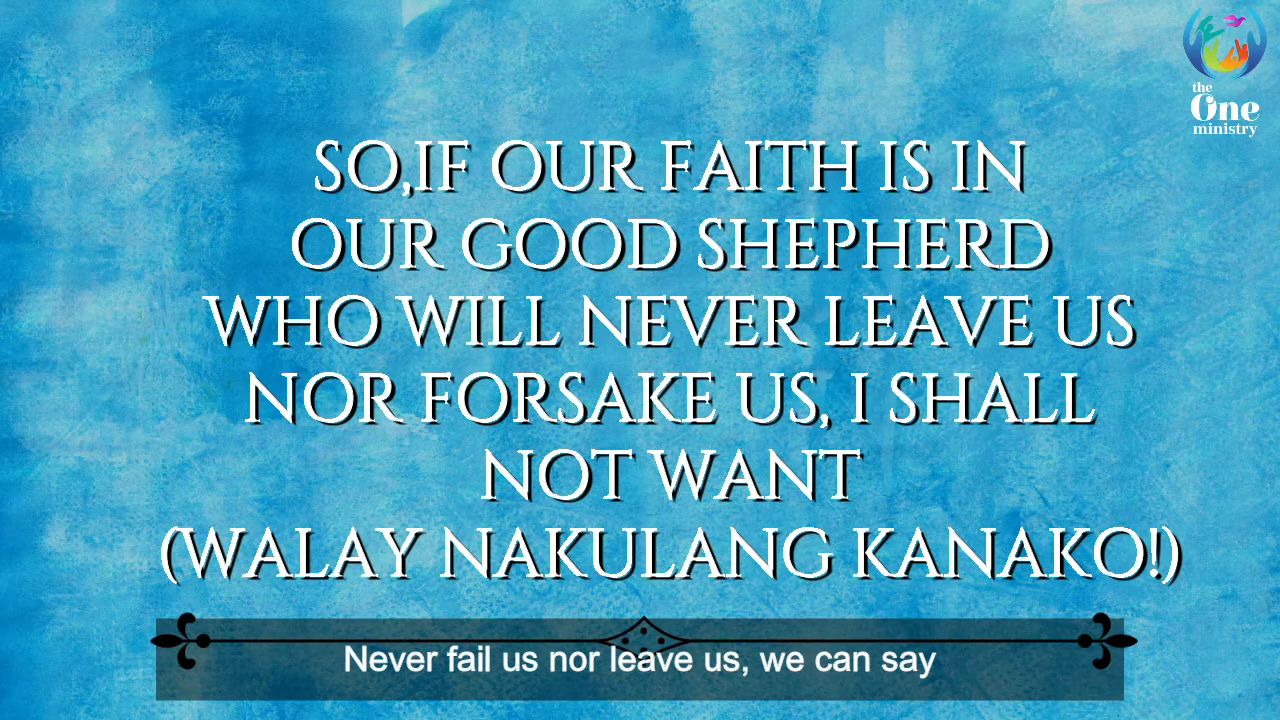 the
One
ministry
SO,IF OUR FAITH IS IN
OUR GOOD SHEPHERD
WHO WILL NEVER LEAVE US
NOR FORSAKE US, I SHALL
NOT WANT
(WALAY NAKULANG KANAKO!)
Never fail us nor leave us, we can say